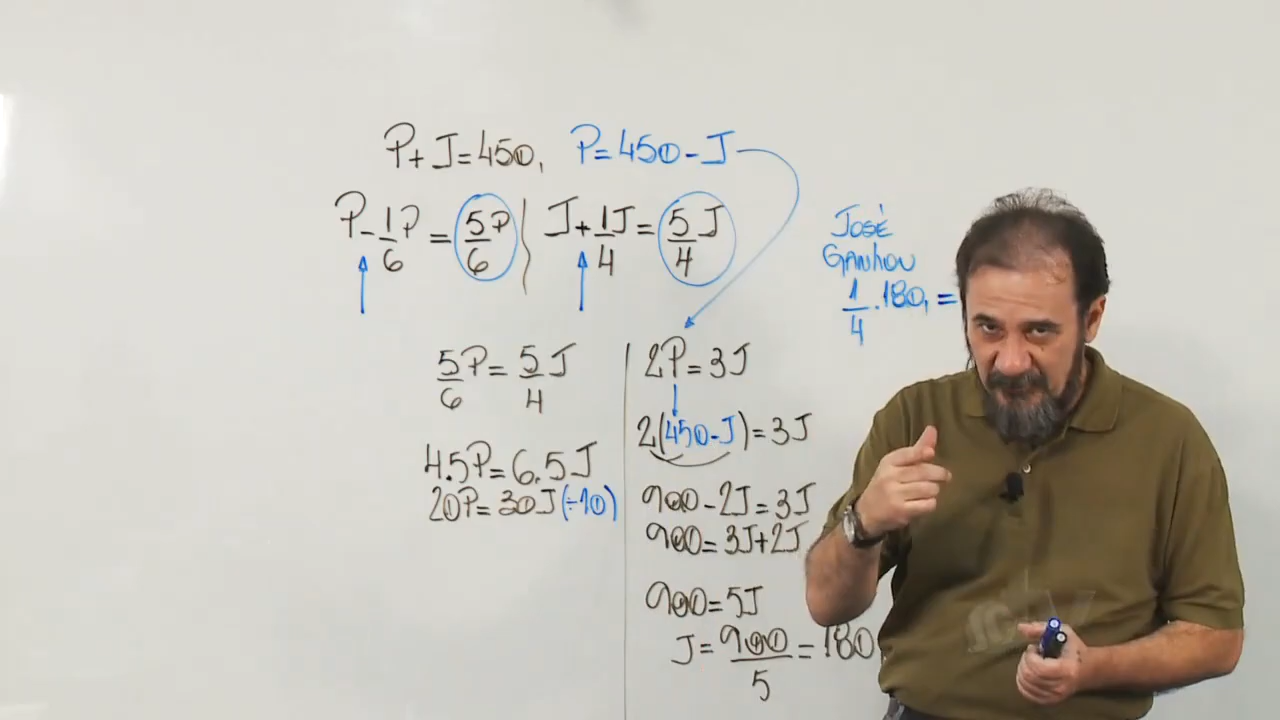 P+J=450, P=450-J
P-1/6P=5/6P J+1/4J=5/4J
5/6P=5/4J
4.5P=6.5J
20P=30J(÷10)
2P=3J
2(450-J)=3J
900-2J=3J
900=3J+2J
900=5J
J=900/5=180
JOSÉ
GANHOU
1/4.180,=